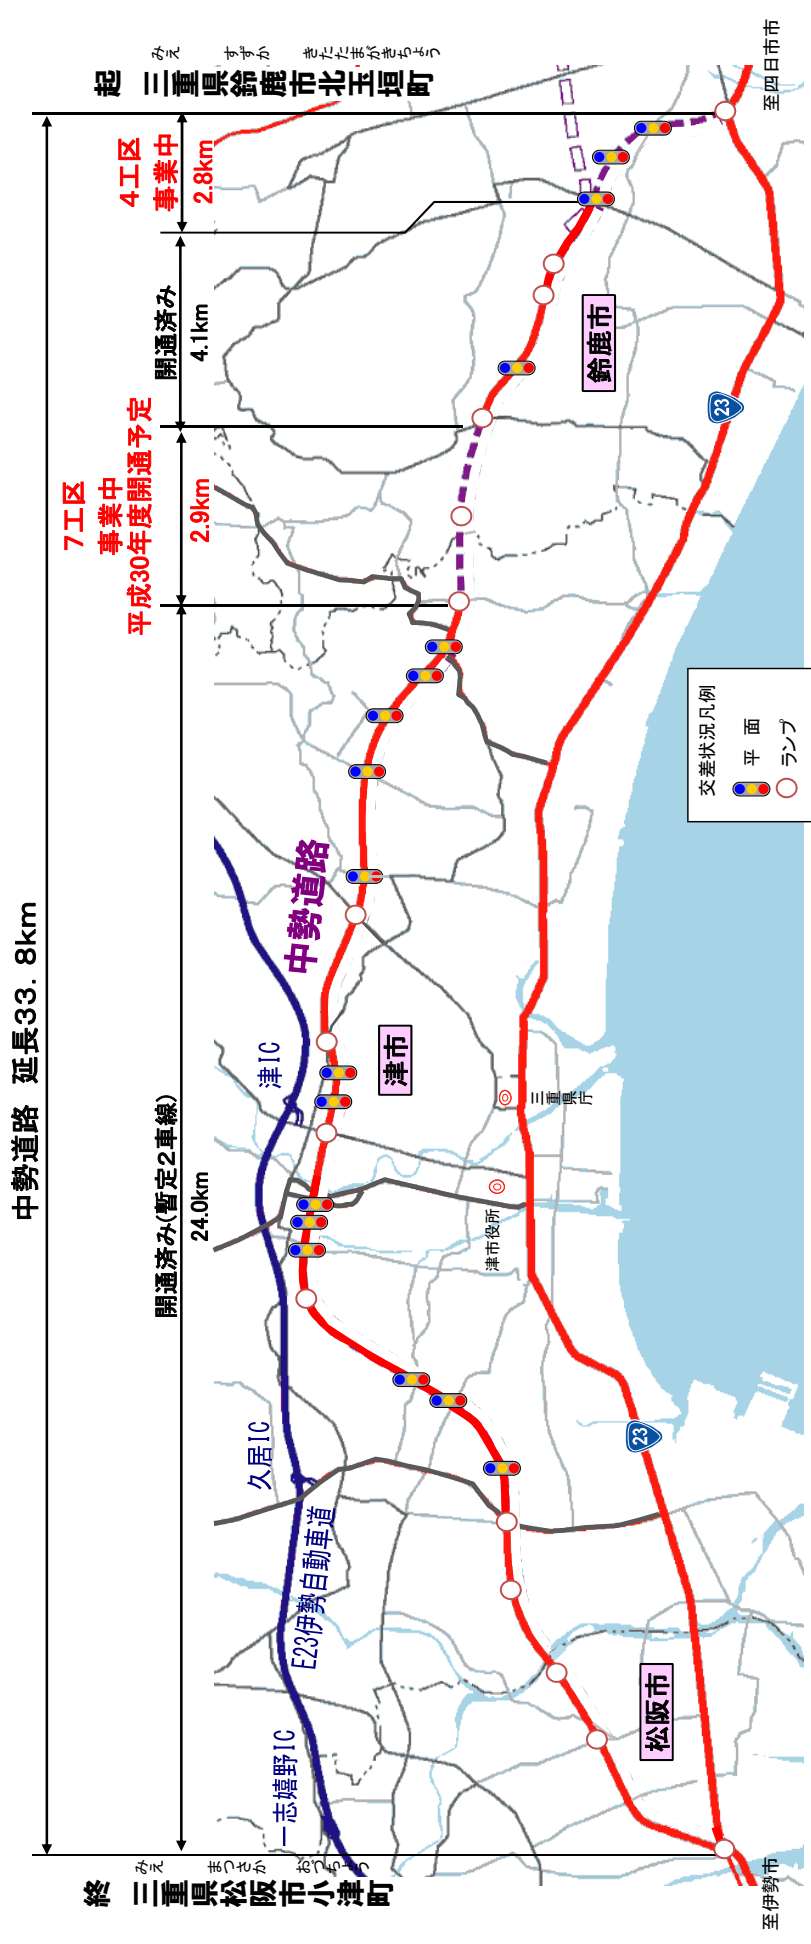 中勢道路 延長33.8km
起 三重県鈴鹿市北玉垣町
みえ すずか きたたまがきちょう
終 三重県松阪市小津町
みえ まつさか おづちょう
4工区
事業中
2.8km
開通済み
4.1km
7工区
事業中
平成30年度開通予定
2.9km
開通済み(暫定2車線)
24.0km
中勢道路
津IC
久居IC
E23伊勢自動車道
一志嬉野IC
鈴鹿市
津市
松阪市
三重県庁
津市役所
23
23
至四日市市
至伊勢市
交差状況凡例
平 面
ランプ